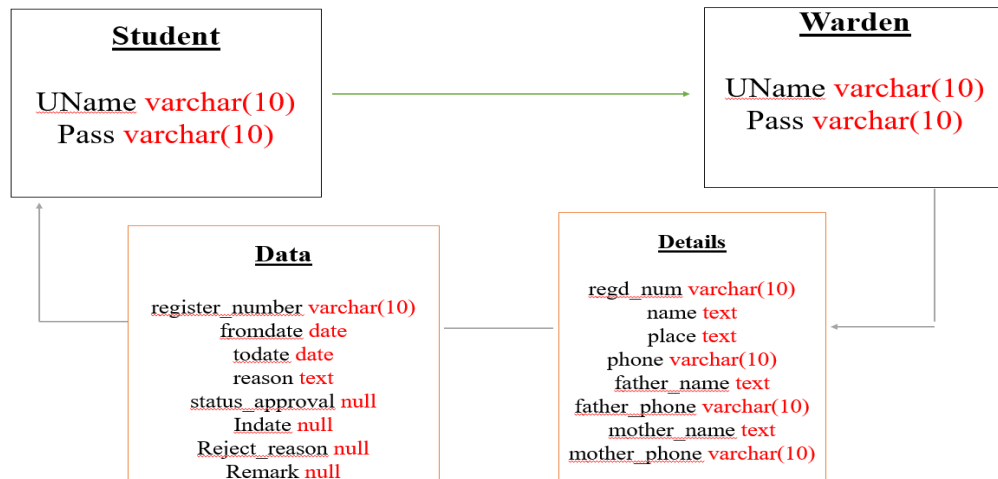 Student
UName varchar(10)
Pass varchar(10)
Warden
UName varchar(10)
Pass varchar(10)
Data
register_number varchar(10)
fromdate date
todate date
reason text
status_approval null
Indate null
Reject_reason null
Remark null
Details
regd_num varchar(10)
name text
place text
phone varchar(10)
father_name text
father_phone varchar(10)
mother_name text
mother_phone varchar(10)